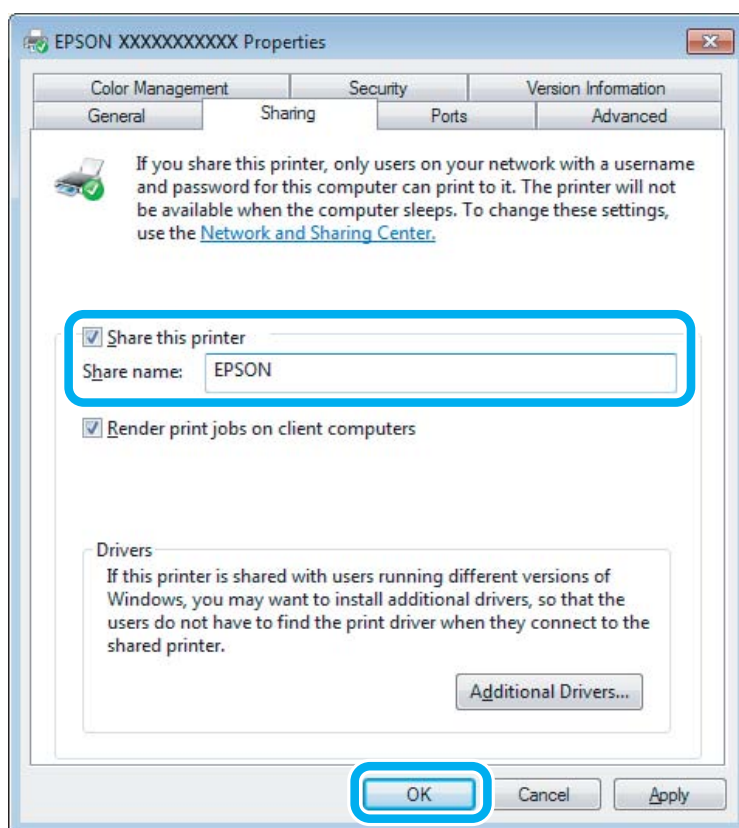 EPSON XXXXXXXXXXX Properties
Color Management Security Version Information
General Sharing Ports Advanced
If you share this printer, only users on your network with a username
and password for this computer can print to it. The printer will not
be available when the computer sleeps. To change these settings,
use the Network and Sharing Center.
Share this printer
Share name: EPSON
Render print jobs on client computers
Drivers
If this printer is shared with users running different versions of
Windows, you may want to install additional drivers, so that the
users do not have to find the print driver when they connect to the
shared printer.
Additional Drivers...
OK Cancel Apply